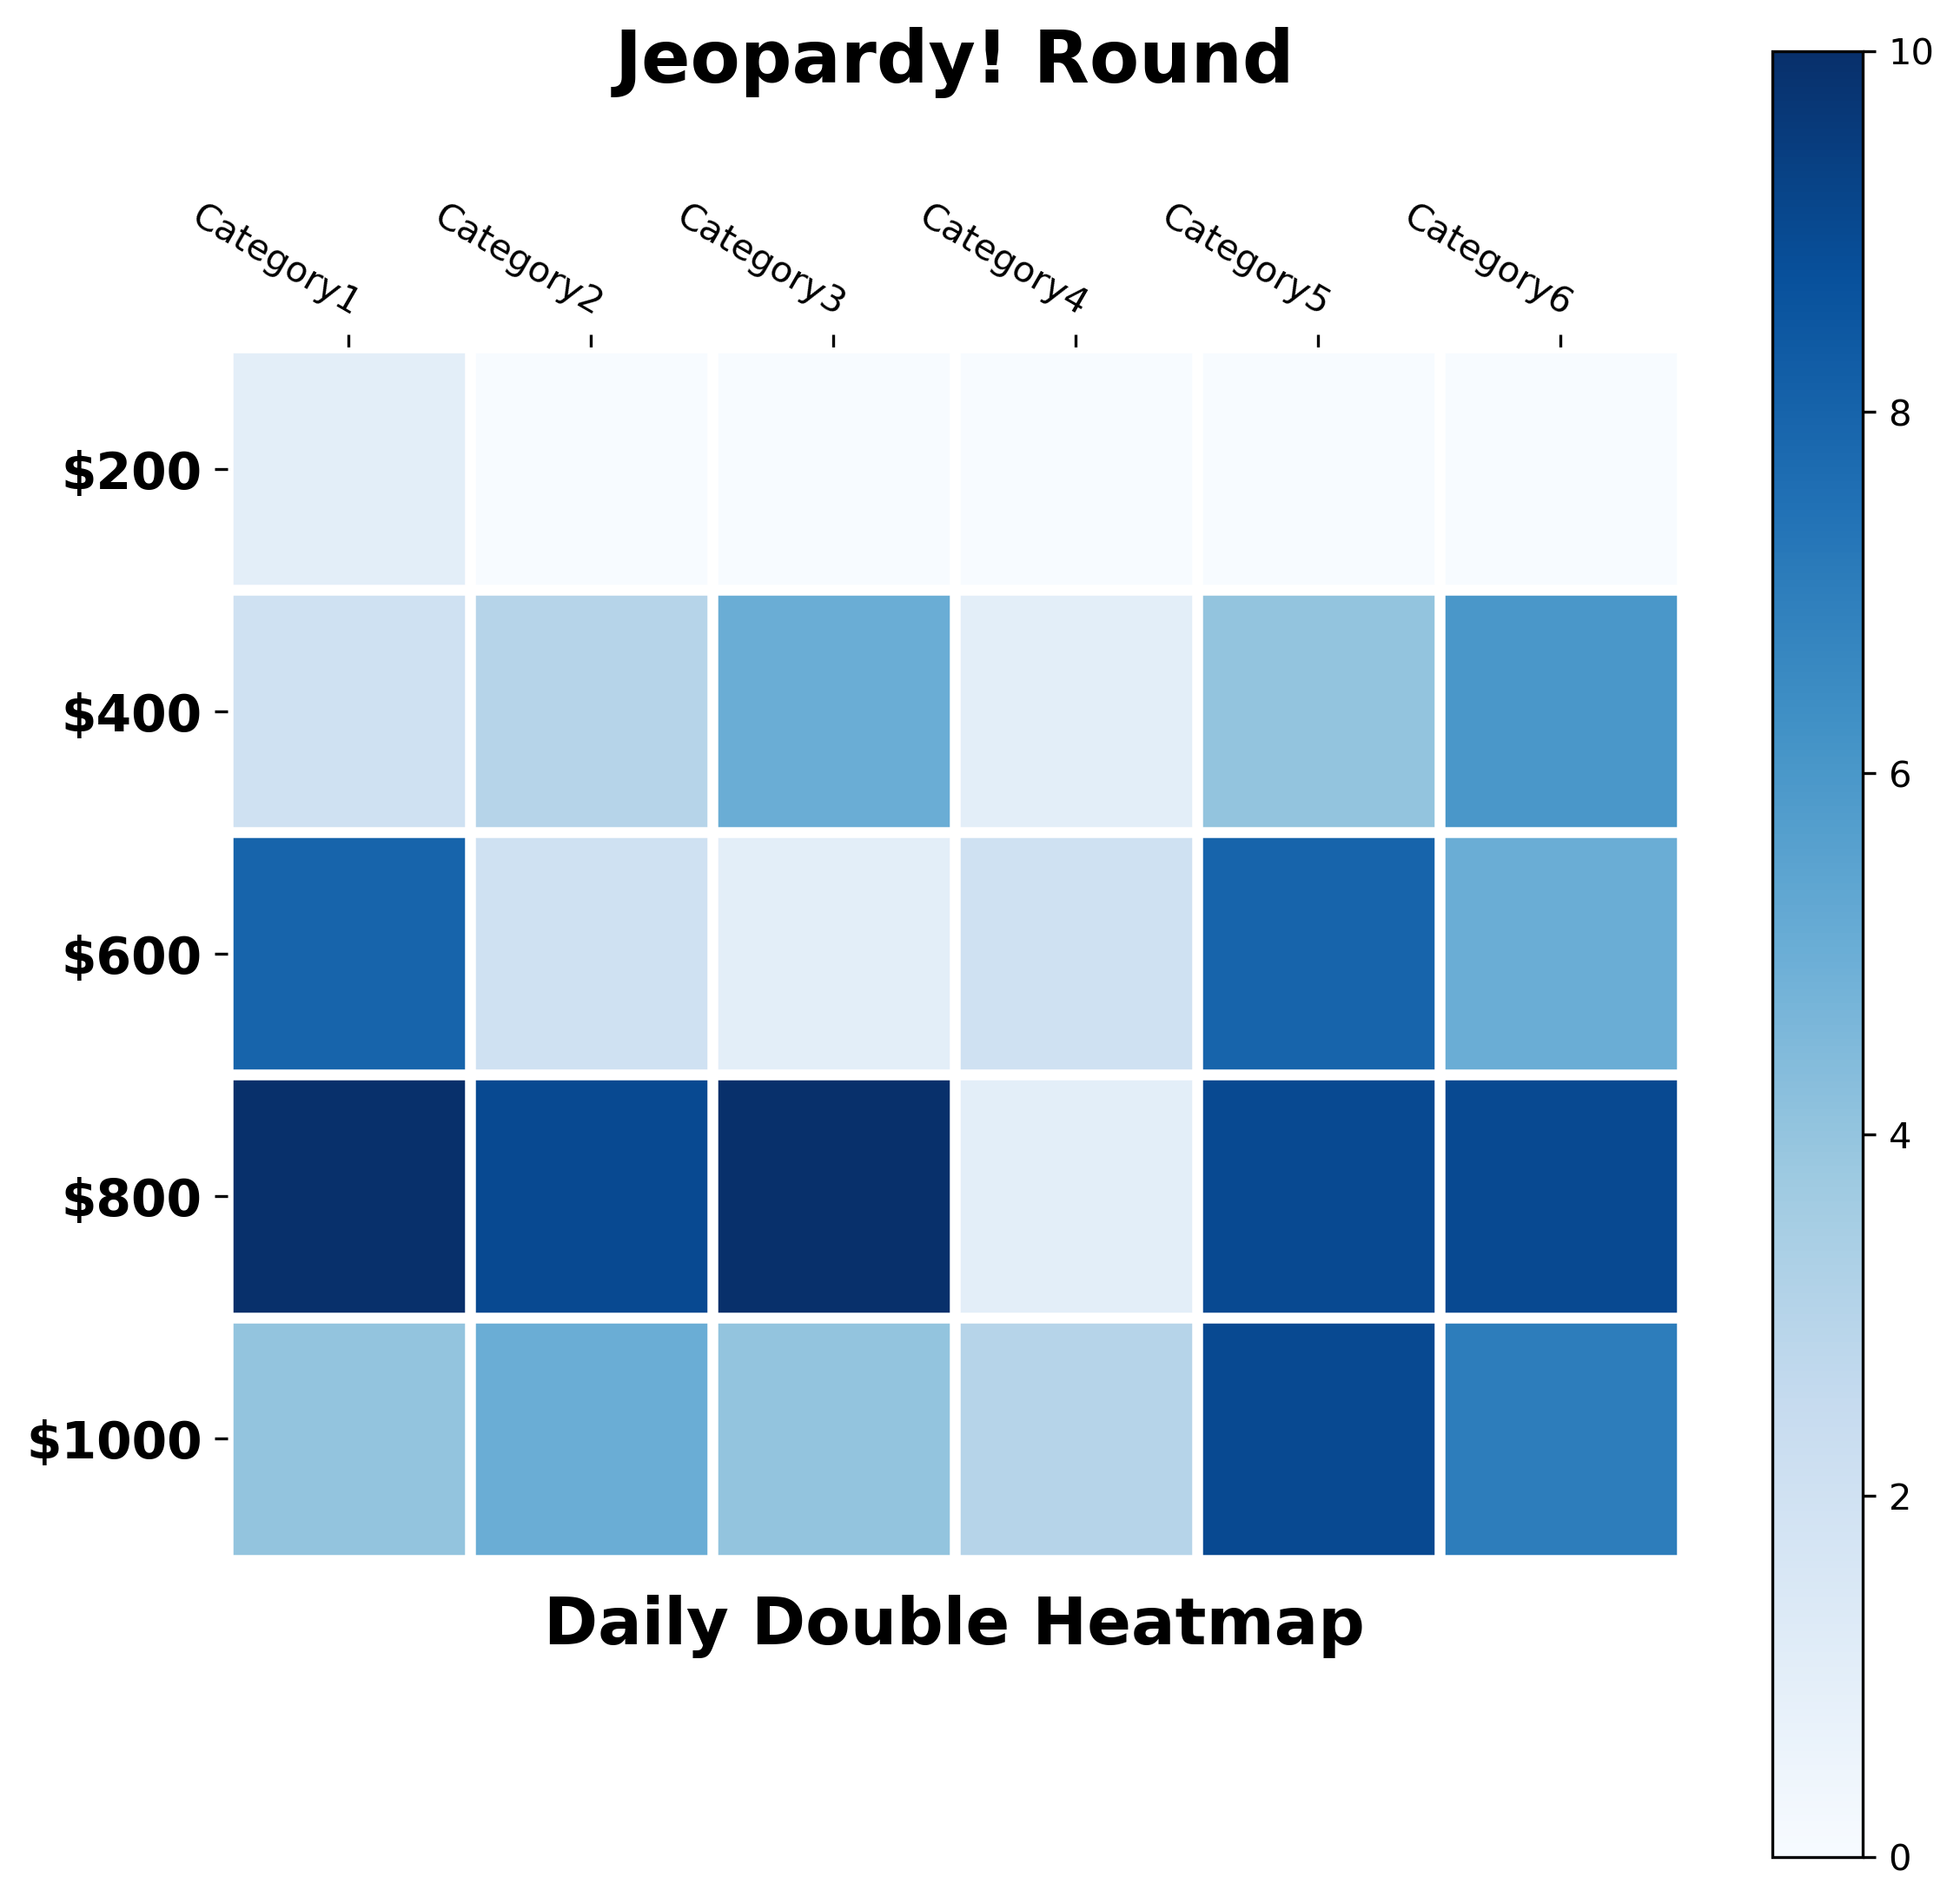 Jeopardy! Round
Category1
Category2
Category3
Category4
Category5
Category6
$200
$400
$600
$800
$1000
Daily Double Heatmap
10
8
6
4
2
0